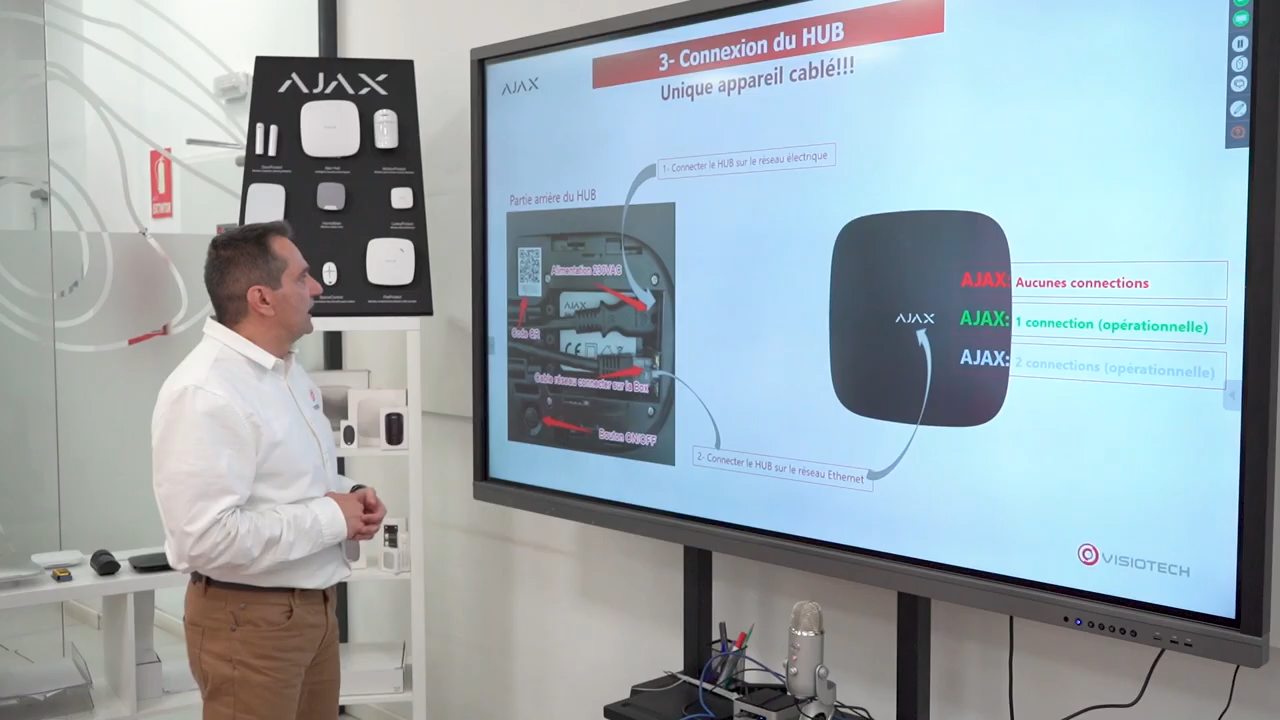 AJAX
EXTINTOR
AJAX
3- Connexion du HUB
Unique appareil cablé!!!
1- Connecter le HUB sur le réseau électrique
Partie arrière du HUB
Alimentation 230VAC
AJAX
Code QR
Cable réseau connecter sur la Box
Bouton ON/OFF
2- Connecter le HUB sur le réseau Ethernet
AJAX
AJAX: Aucunes connections
AJAX: 1 connection (opérationnelle)
AJAX: 2 connections (opérationnelle)
VISIOTECH